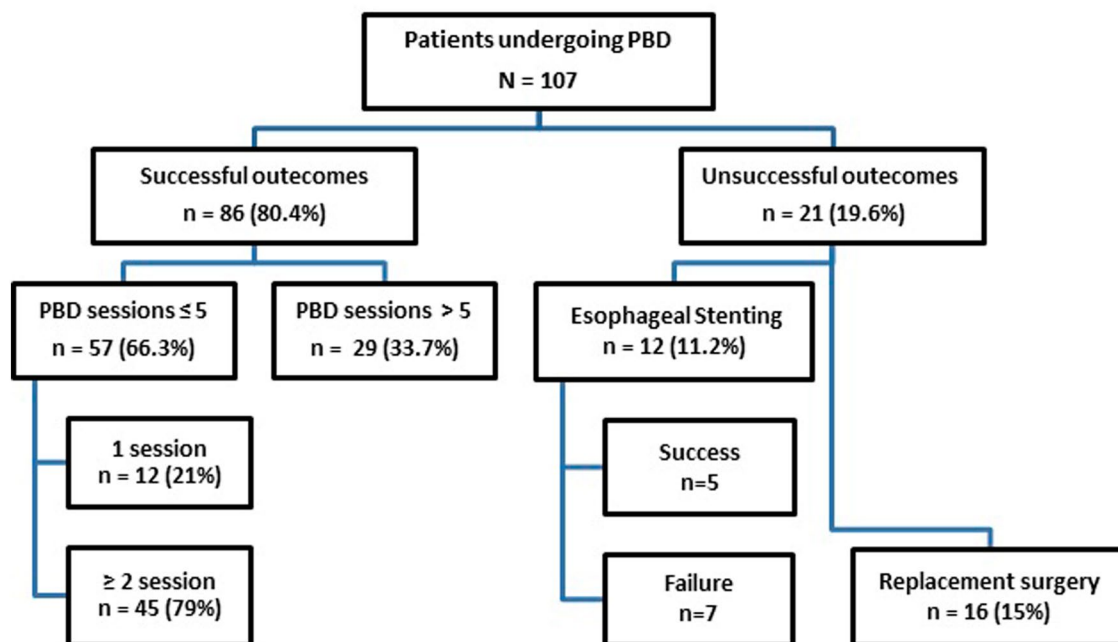 Patients undergoing PBD
N = 107
Successful outecomes
n = 86 (80.4%)
Unsuccessful outcomes
n = 21 (19.6%)
PBD sessions ≤ 5
n = 57 (66.3%)
PBD sessions > 5
n = 29 (33.7%)
Esophageal Stenting
n = 12 (11.2%)
1 session
n = 12 (21%)
Success
n=5
≥ 2 session
n = 45 (79%)
Failure
n=7
Replacement surgery
n = 16 (15%)